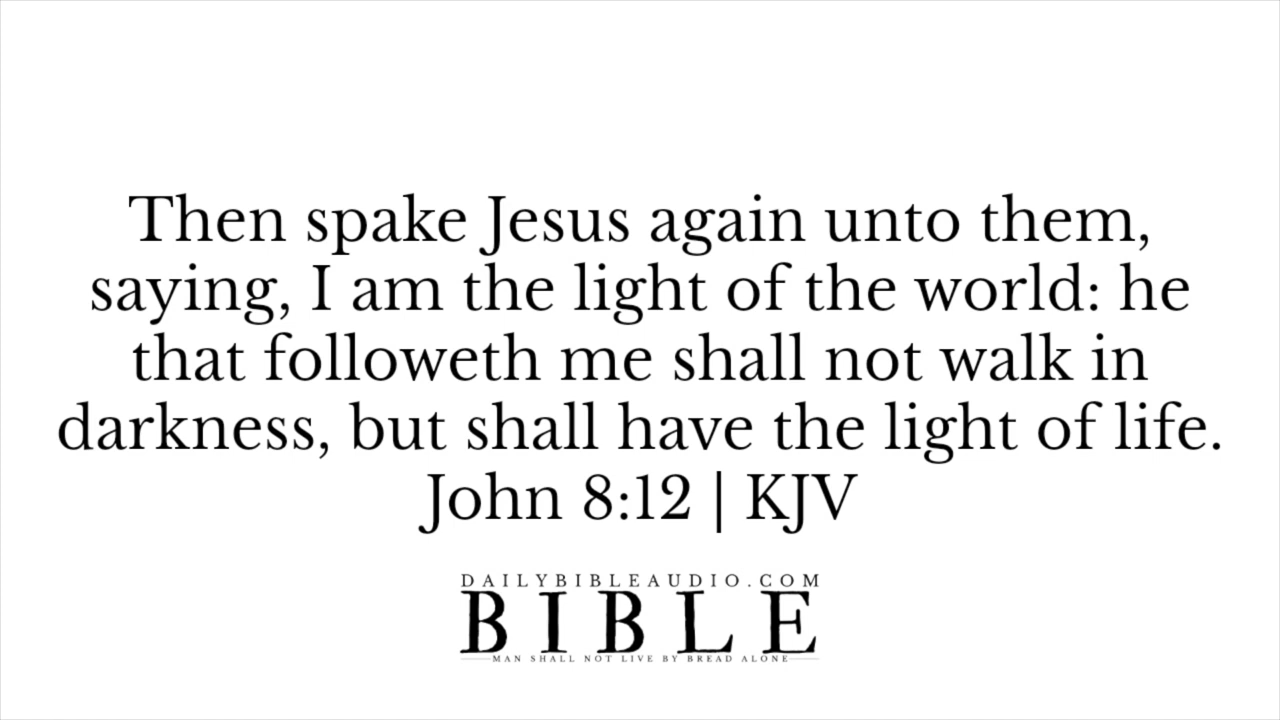 Then spake Jesus again unto them,
saying, I am the light of the world: he
that followeth me shall not walk in
darkness, but shall have the light of life.
John 8:12 | KJV
DAILYBIBLEAUDIO.COM
BIBLE
MAN SHALL NOT LIVE BY BREAD ALONE